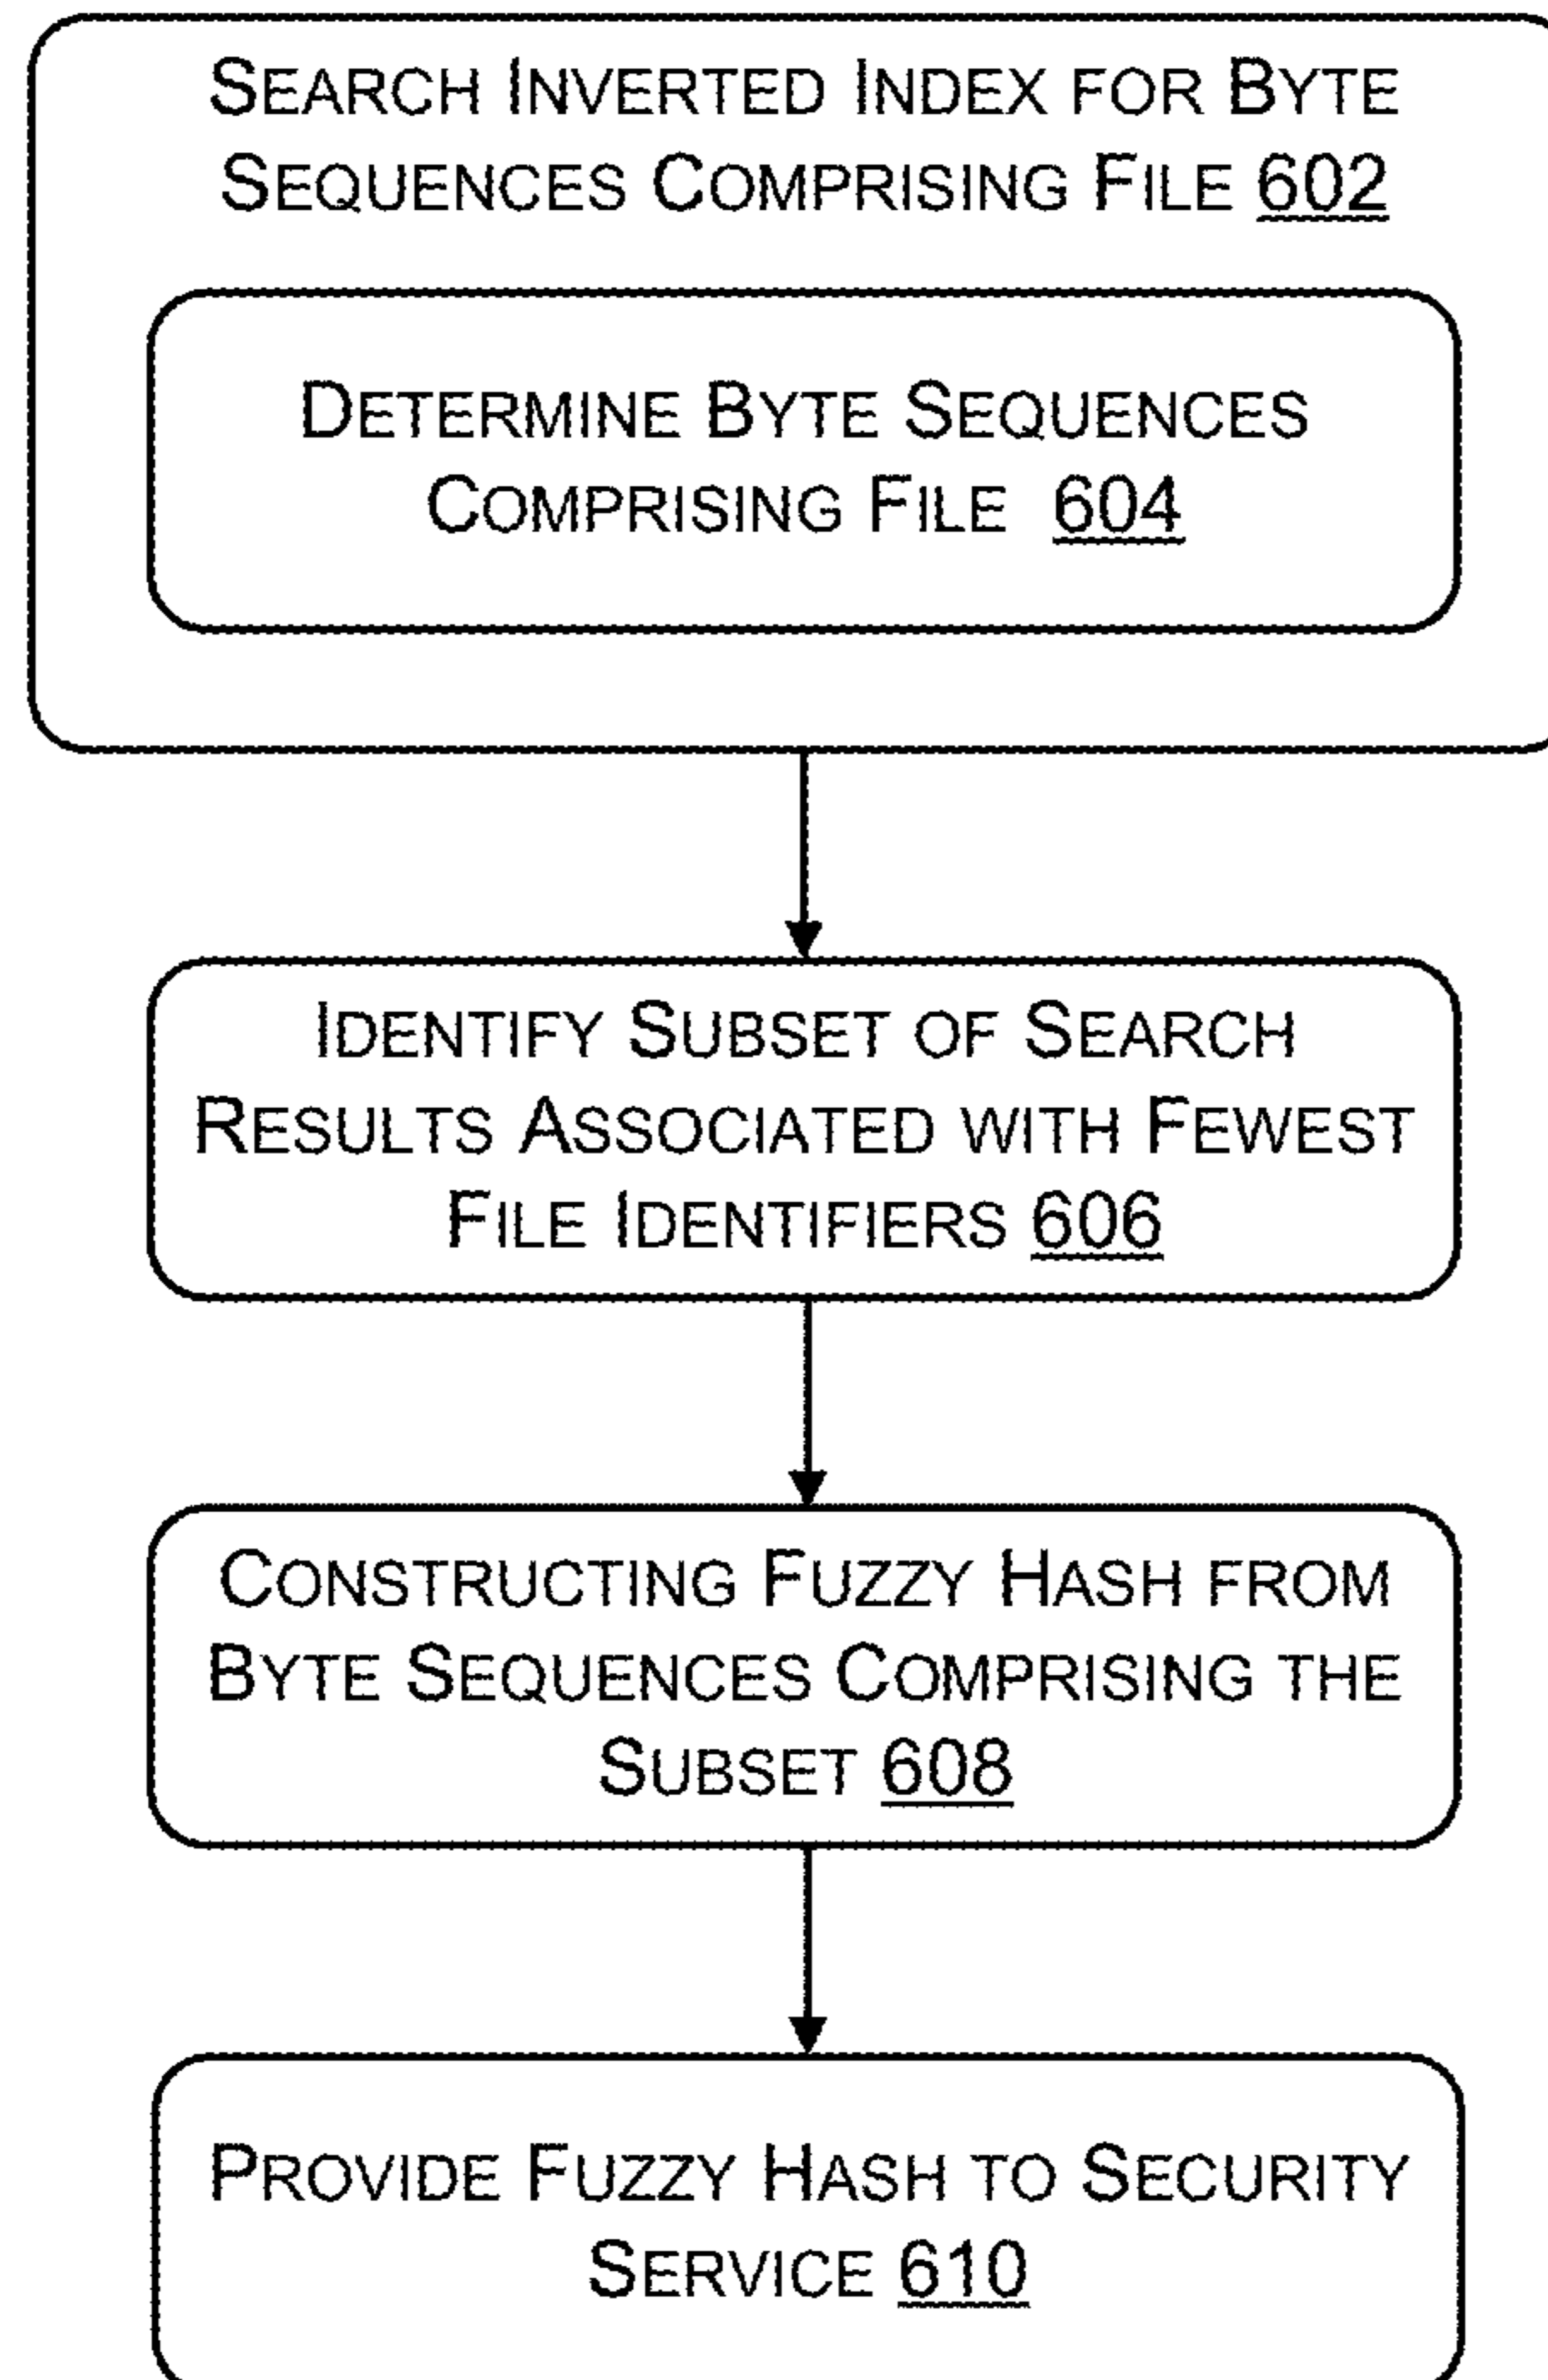 SEARCH INVERTED INDEX FOR BYTE
SEQUENCES COMPRISING FILE 602
DETERMINE BYTE SEQUENCES
COMPRISING FILE 604
IDENTIFY SUBSET OF SEARCH
RESULTS ASSOCIATED WITH FEWEST
FILE IDENTIFIERS 606
CONSTRUCTING FUZZY HASH FROM
BYTE SEQUENCES COMPRISING THE
SUBSET 608
PROVIDE FUZZY HASH TO SECURITY
SERVICE 610